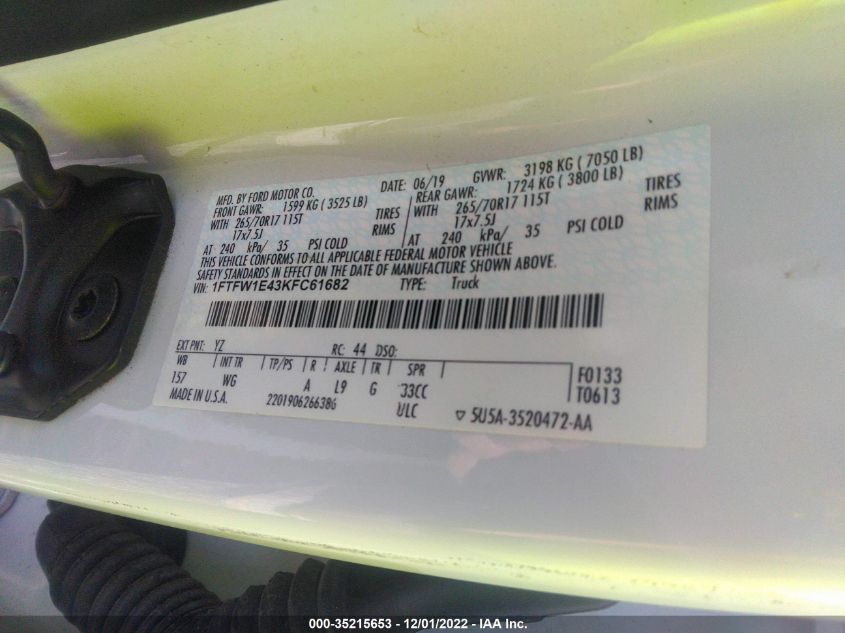 MFD. BY FORD MOTOR CO.
DATE: 06/19 GVWR: 3198 KG ( 7050 LB)
FRONT GAWR: 1599 KG ( 3525 LB)
REAR GAWR: 1724 KG ( 3800 LB)
WITH 265/70R17 115T TIRES
WITH 265/70R17 115T TIRES
17x7.5J RIMS
17x7.5J RIMS
AT 240 kPa/ 35 PSI COLD
AT 240 kPa/ 35 PSI COLD
THIS VEHICLE CONFORMS TO ALL APPLICABLE FEDERAL MOTOR VEHICLE
SAFETY STANDARDS IN EFFECT ON THE DATE OF MANUFACTURE SHOWN ABOVE.
VIN: 1FTFW1E43KFC61682 TYPE: Truck
EXT PNT: YZ RC: 44 DSO:
WB INT TR TP/PS R AXLE TR SPR
157 WG A L9 G 33CC
F0133
T0613
MADE IN U.S.A. 2201906266386 ULC 5U5A-3520472-AA
000-35215653 - 12/01/2022 - IAA Inc.